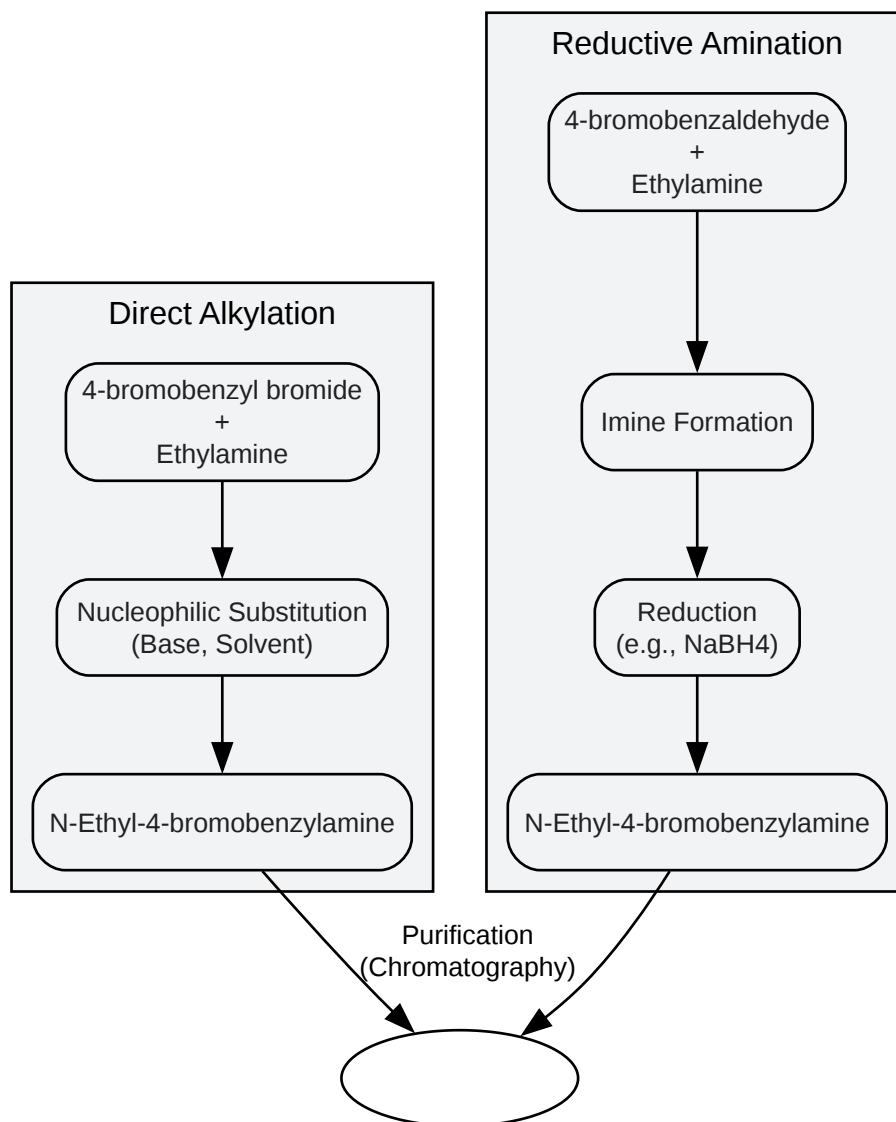 Reductive Amination
4-bromobenzaldehyde
+
Ethylamine
Imine Formation
Reduction
(e.g., NaBH4)
N-Ethyl-4-bromobenzylamine
Direct Alkylation
4-bromobenzyl bromide
+
Ethylamine
Nucleophilic Substitution
(Base, Solvent)
N-Ethyl-4-bromobenzylamine
Purification
(Chromatography)